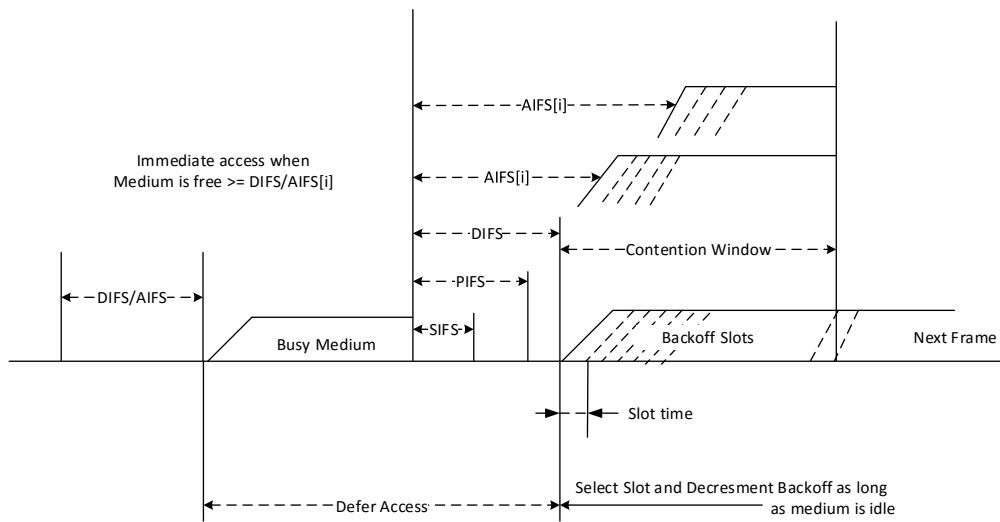 AIFS[i]
Immediate access when
Medium is free >= DIFS/AIFS[i]
AIFS[i]
DIFS
Contention Window
PIFS
DIFS/AIFS
SIFS
Busy Medium
Backoff Slots
Next Frame
Slot time
Defer Access
Select Slot and Decresment Backoff as long
as medium is idle